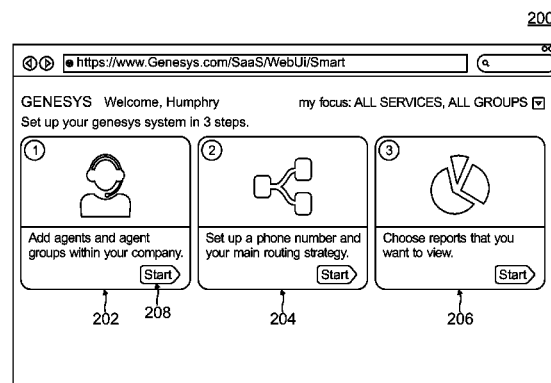 200
https://www.Genesys.com/SaaS/WebUi/Smart
GENESYS Welcome, Humphry my focus: ALL SERVICES, ALL GROUPS
Set up your genesys system in 3 steps.
1 2 3
Add agents and agent
groups within your company.
Start
Set up a phone number and
your main routing strategy.
Start
Choose reports that you
want to view.
Start
202 208 204 206